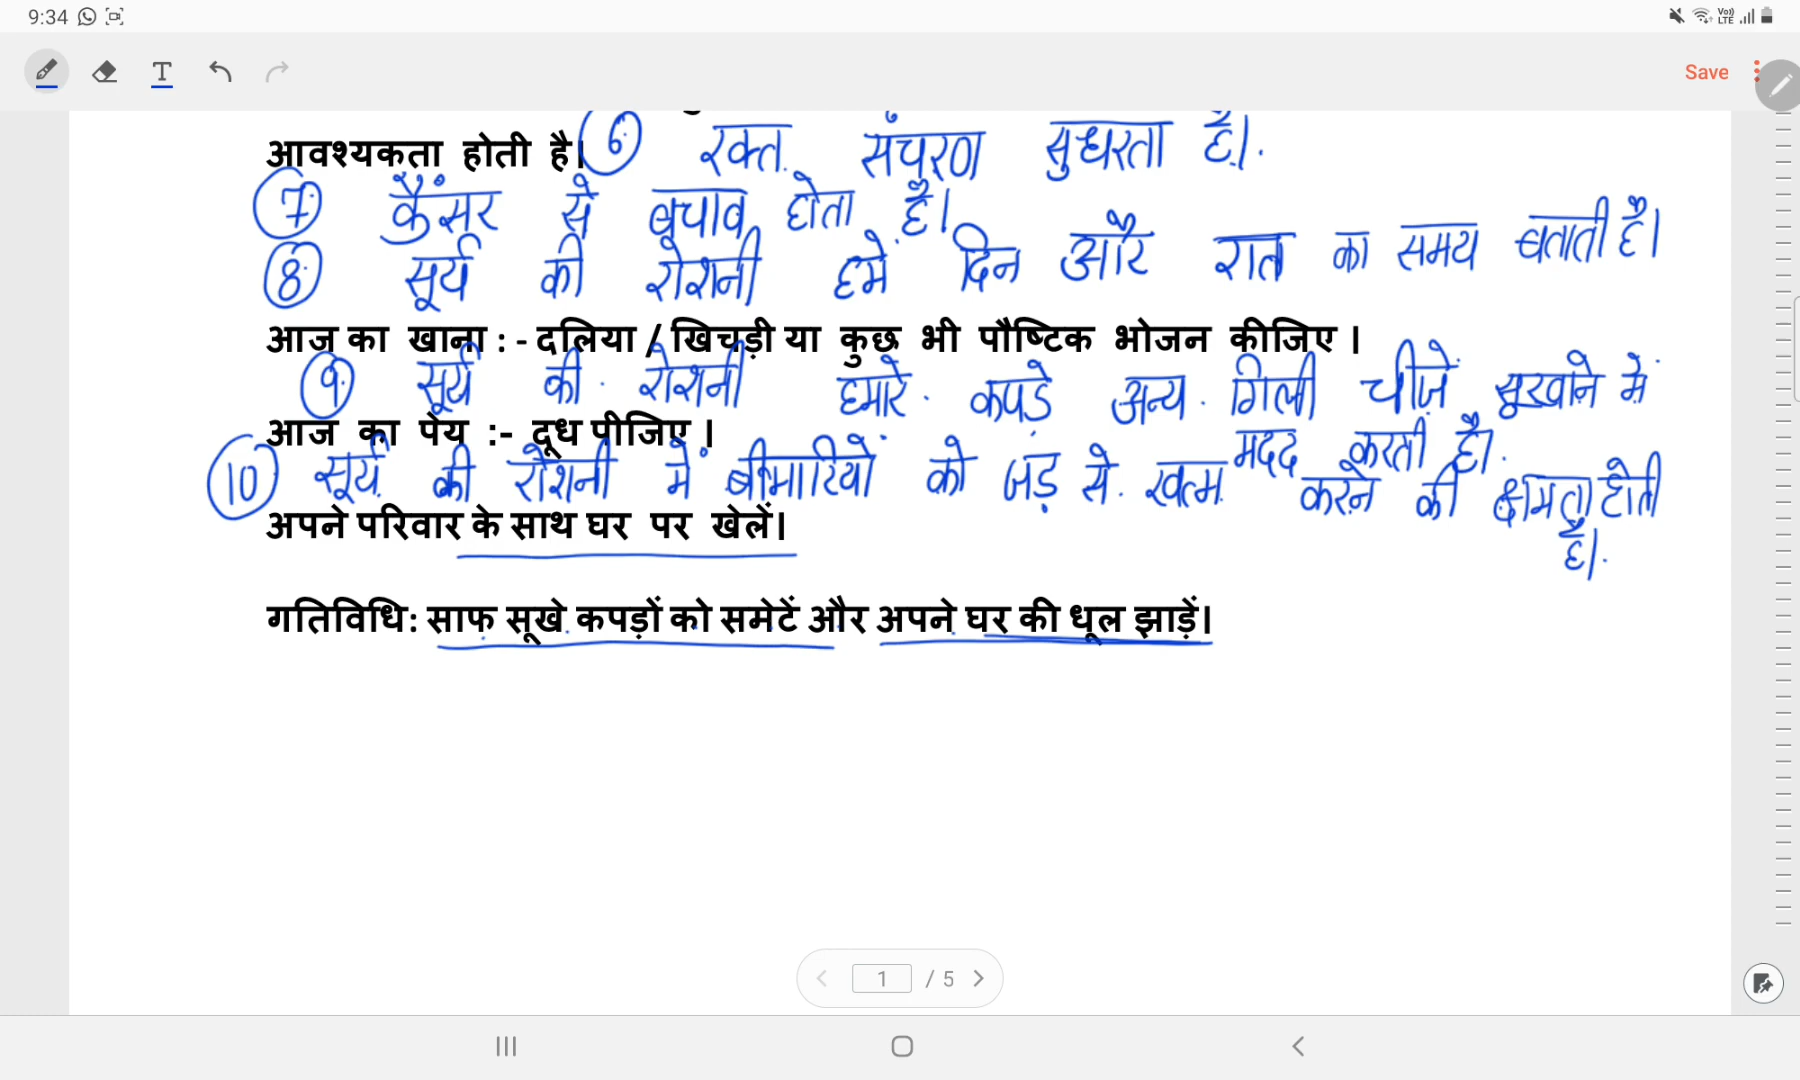 9:34
Vo)) LTE
T
Save
आवश्यकता होती है। ⑥ रक्त संचरण सुधरता है।
⑦ कैंसर से बचाव होता है।
⑧ सूर्य की रोशनी हमें दिन और रात का समय बताती है।
आज का खाना : - दलिया / खिचड़ी या कुछ भी पौष्टिक भोजन कीजिए ।
⑨ सूर्य की रोशनी हमारे कपड़े अन्य गिली चीजें सूखाने में
मदद करती है।
आज का पेय :- दूध पीजिए ।
⑩ सूर्य की रोशनी में बीमारियों को जड़ से खत्म करने की क्षमता होती
है।
अपने परिवार के साथ घर पर खेलें।
गतिविधि: साफ सूखे कपड़ों को समेटें और अपने घर की धूल झाड़ें।
1 / 5